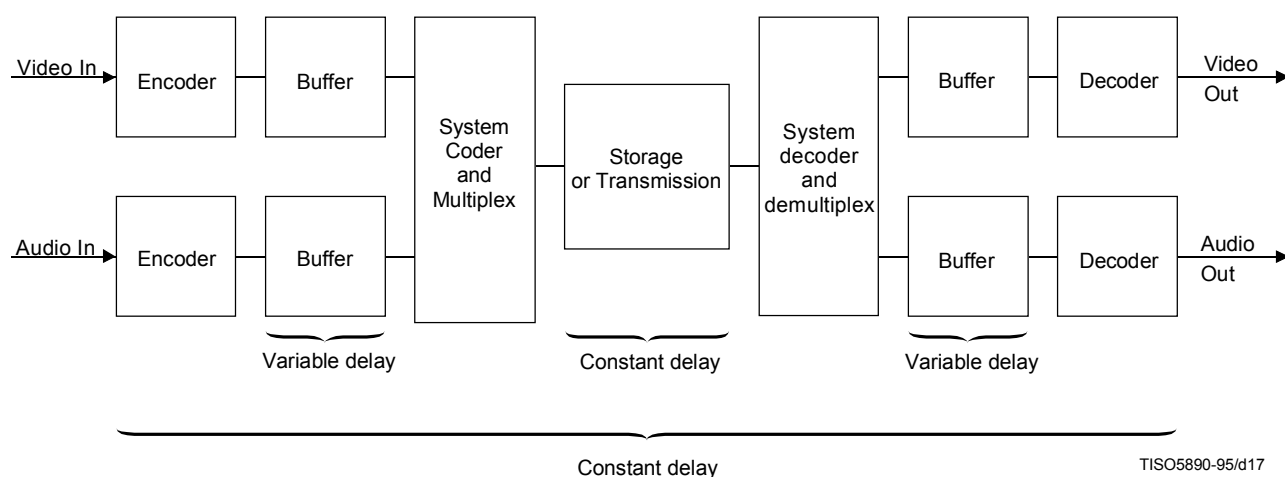 Video In
Encoder
Buffer
System
Coder
and
Multiplex
Storage
or Transmission
System
decoder
and
demultiplex
Buffer
Decoder
Video
Out
Audio In
Encoder
Buffer
Buffer
Decoder
Audio
Out
Variable delay
Constant delay
Variable delay
Constant delay
TISO5890-95/d17